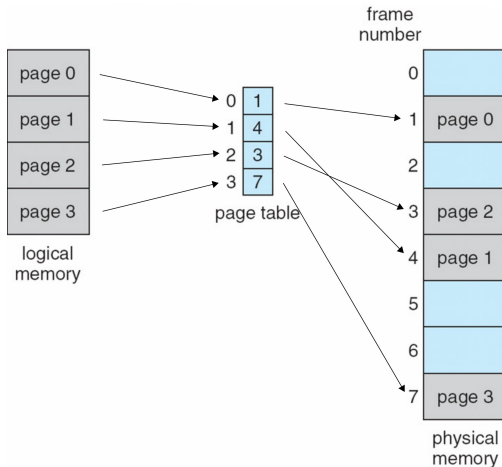 page 0
page 1
page 2
page 3
logical
memory
0 1
1 4
2 3
3 7
page table
frame
number
0
1 page 0
2
3 page 2
4 page 1
5
6
7 page 3
physical
memory